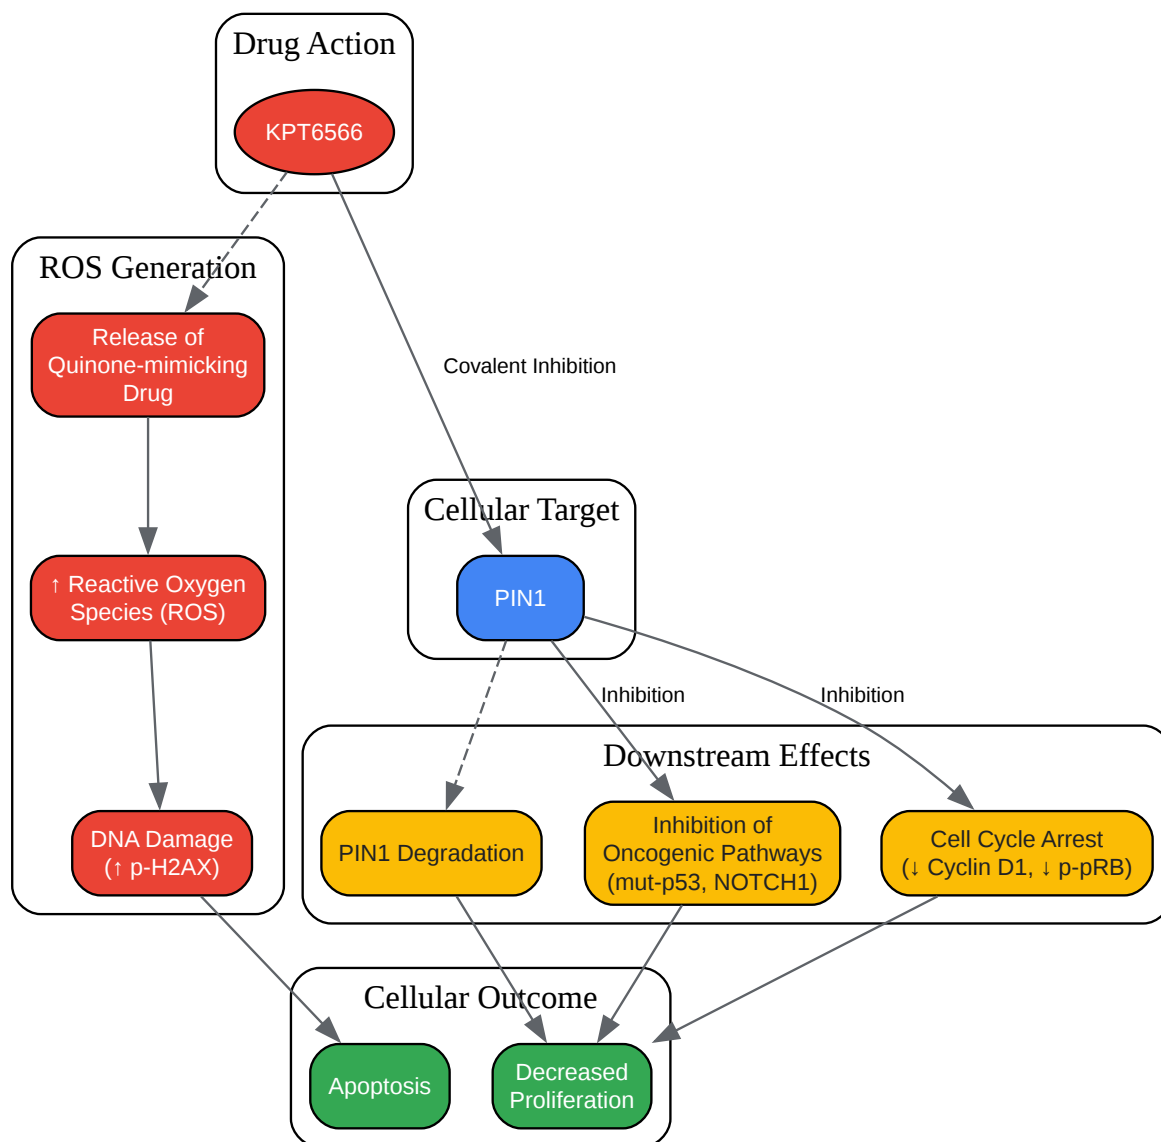 Drug Action
KPT6566
ROS Generation
Release of
Quinone-mimicking
Drug
Covalent Inhibition
Cellular Target
↑ Reactive Oxygen
Species (ROS)
PIN1
Inhibition
Inhibition
Downstream Effects
DNA Damage
(↑ p-H2AX)
PIN1 Degradation
Inhibition of
Oncogenic Pathways
(mut-p53, NOTCH1)
Cell Cycle Arrest
(↓ Cyclin D1, ↓ p-pRB)
Cellular Outcome
Apoptosis
Decreased
Proliferation